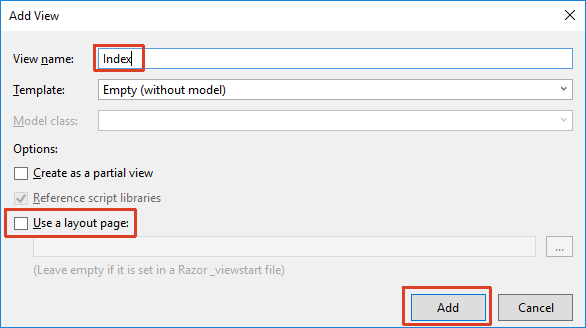 Add View
View name: Index
Template: Empty (without model)
Model class:
Options:
Create as a partial view
Reference script libraries
Use a layout page:
...
(Leave empty if it is set in a Razor _viewstart file)
Add Cancel